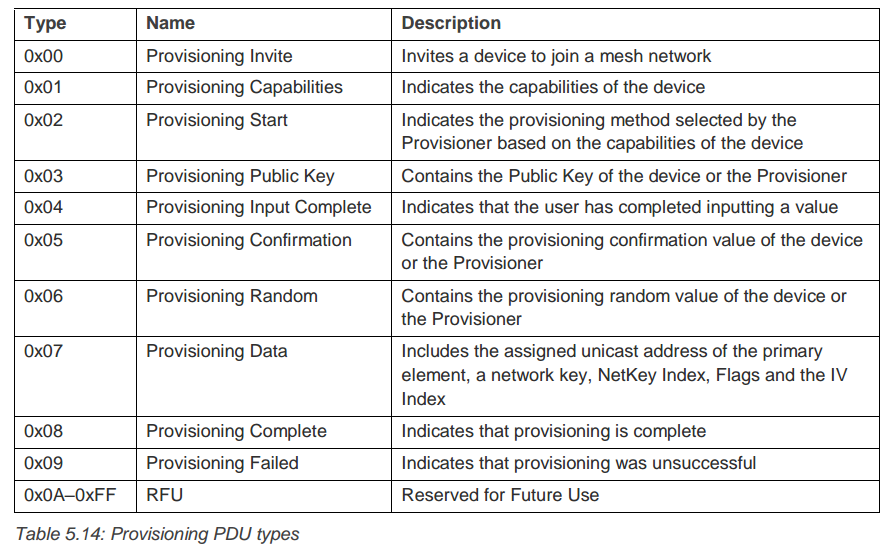 Type Name Description
0x00 Provisioning Invite Invites a device to join a mesh network
0x01 Provisioning Capabilities Indicates the capabilities of the device
0x02 Provisioning Start Indicates the provisioning method selected by the
Provisioner based on the capabilities of the device
0x03 Provisioning Public Key Contains the Public Key of the device or the Provisioner
0x04 Provisioning Input Complete Indicates that the user has completed inputting a value
0x05 Provisioning Confirmation Contains the provisioning confirmation value of the device
or the Provisioner
0x06 Provisioning Random Contains the provisioning random value of the device or
the Provisioner
0x07 Provisioning Data Includes the assigned unicast address of the primary
element, a network key, NetKey Index, Flags and the IV
Index
0x08 Provisioning Complete Indicates that provisioning is complete
0x09 Provisioning Failed Indicates that provisioning was unsuccessful
0x0A–0xFF RFU Reserved for Future Use
Table 5.14: Provisioning PDU types